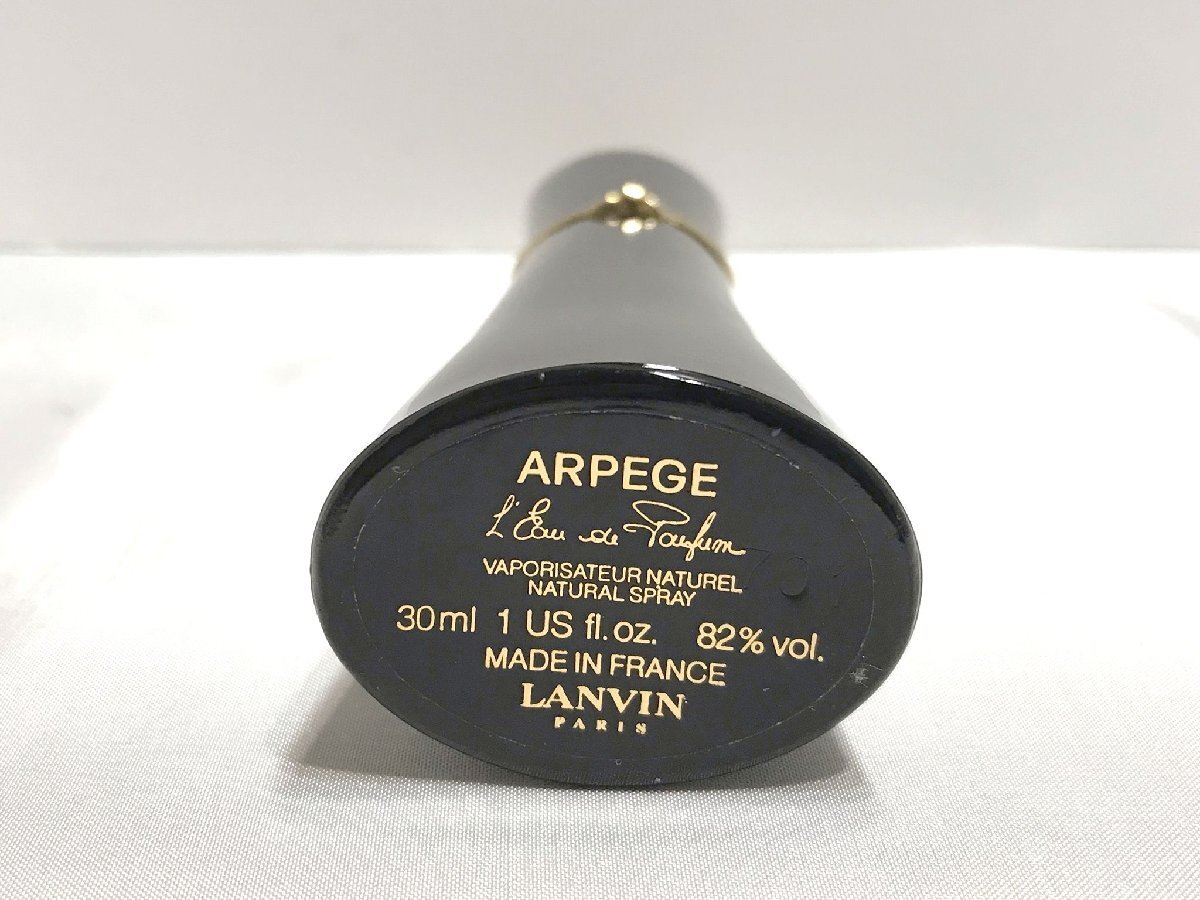 ARPEGE
L'Eau de Parfum
VAPORISATEUR NATUREL
NATURAL SPRAY
30ml 1 US fl.oz. 82% vol.
MADE IN FRANCE
LANVIN
PARIS